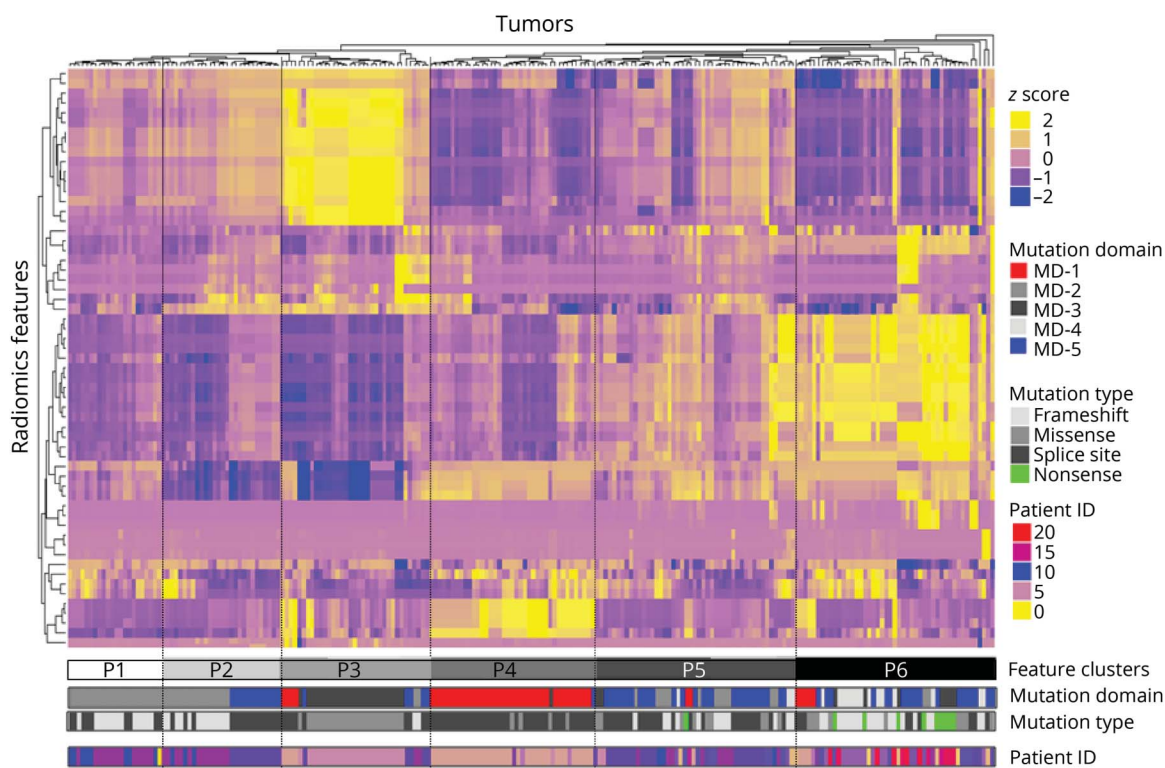 Tumors
Radiomics features
z score
2
1
0
–1
–2
Mutation domain
MD-1
MD-2
MD-3
MD-4
MD-5
Mutation type
Frameshift
Missense
Splice site
Nonsense
Patient ID
20
15
10
5
0
P1 P2 P3 P4 P5 P6 Feature clusters
Mutation domain
Mutation type
Patient ID